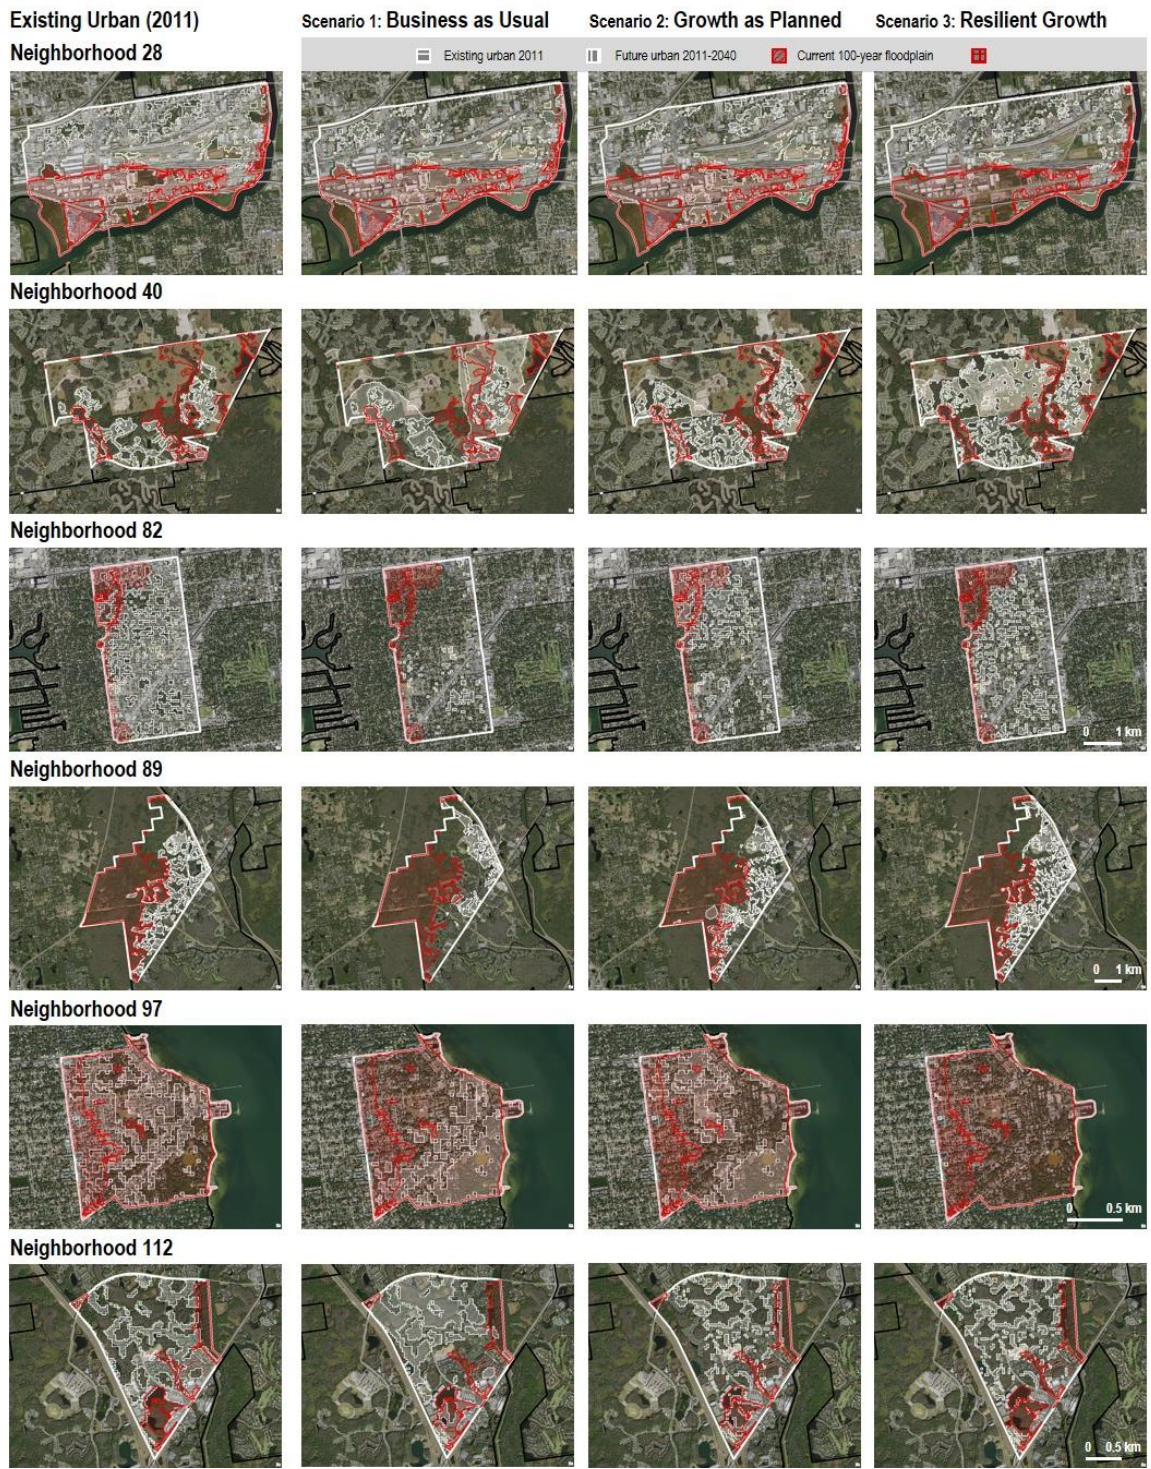 Existing Urban (2011) Scenario 1: Business as Usual Scenario 2: Growth as Planned Scenario 3: Resilient Growth
Neighborhood 28
Existing urban 2011 Future urban 2011-2040 Current 100-year floodplain
Neighborhood 40
Neighborhood 82
0 1 km
Neighborhood 89
0 1 km
Neighborhood 97
0 0.5 km
Neighborhood 112
0 0.5 km